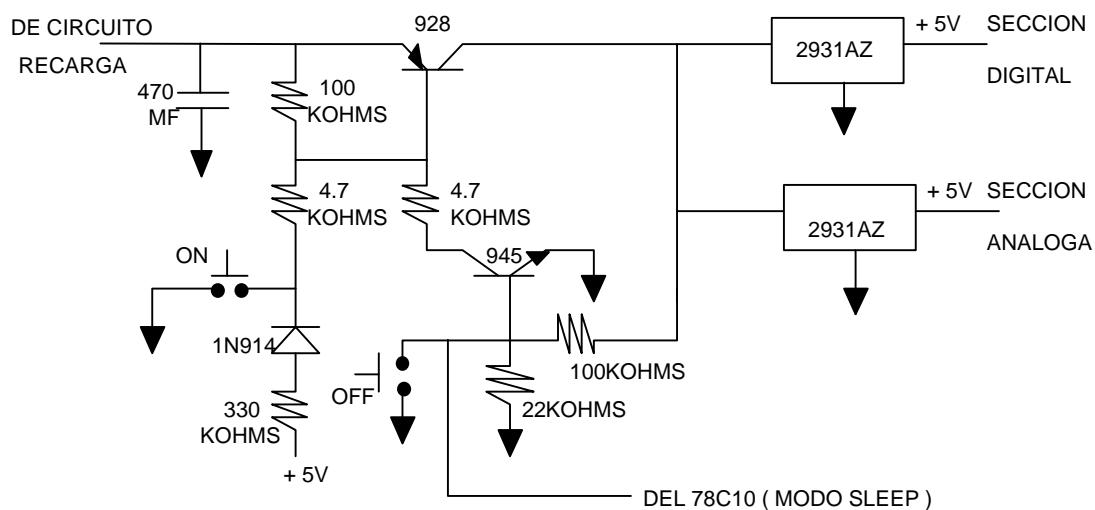 DE CIRCUITO
RECARGA
928
2931AZ
+ 5V
SECCION
DIGITAL
470
MF
100
KOHMS
4.7
KOHMS
4.7
KOHMS
2931AZ
+ 5V
SECCION
ANALOGA
ON
945
1N914
OFF
100KOHMS
22KOHMS
330
KOHMS
+ 5V
DEL 78C10 ( MODO SLEEP )